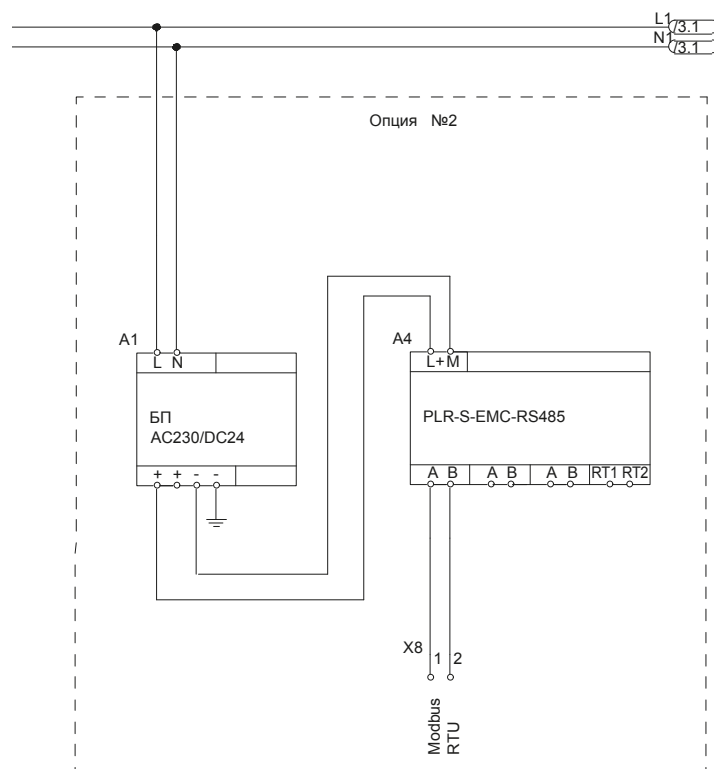 L1
/3.1
N1
/3.1
Опция №2
A1
A4
L N
L+ M
БП
AC230/DC24
PLR-S-EMC-RS485
+ + - -
A B A B A B RT1 RT2
X8
1 2
Modbus
RTU